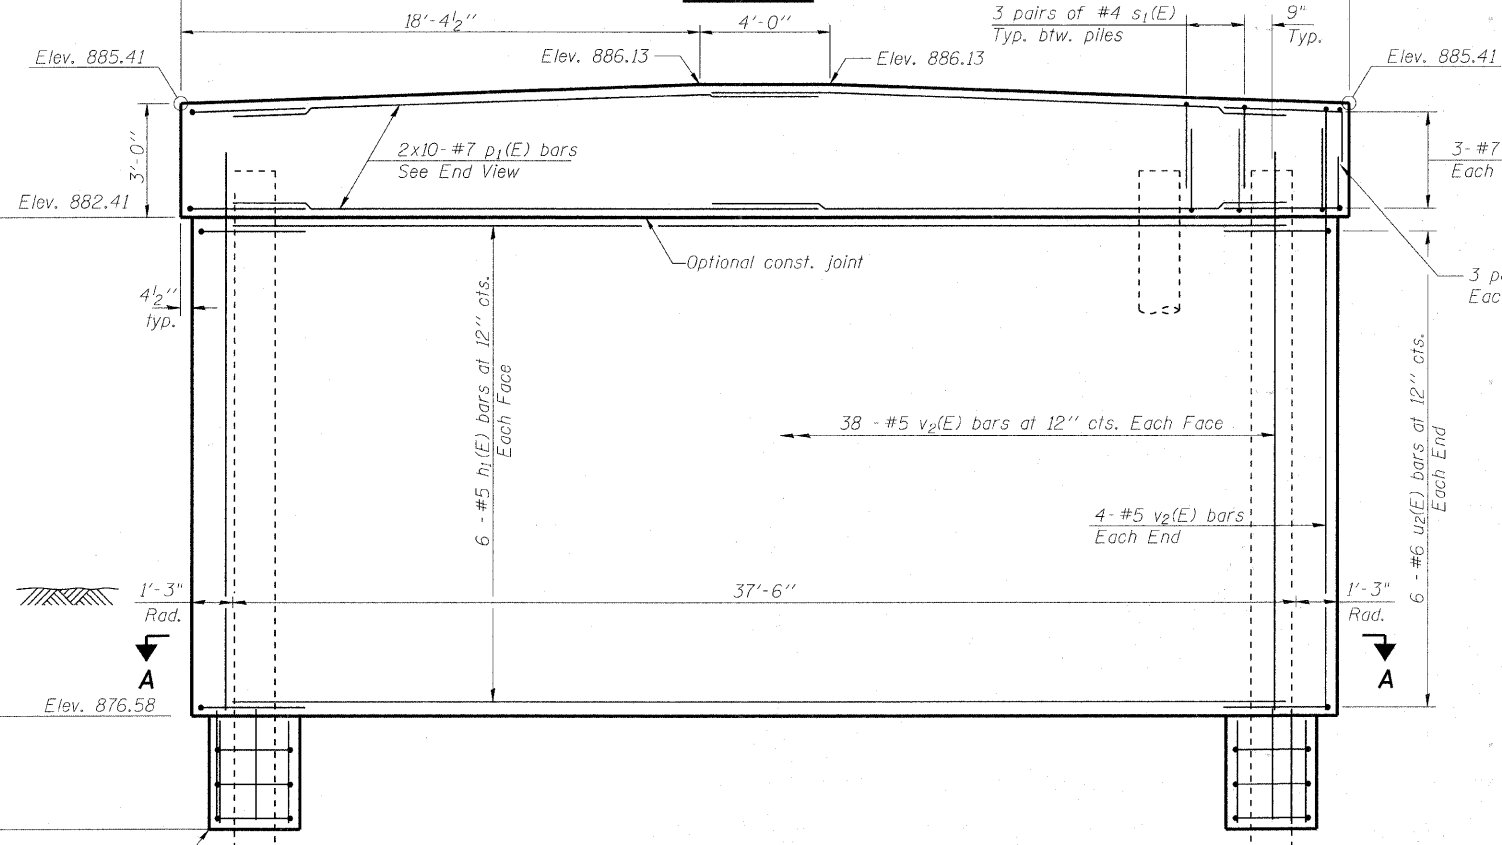 18'-4½"
4'-0"
3 pairs of #4 s₁(E)
Typ. btw. piles
9"
Typ.
Elev. 885.41
Elev. 886.13
Elev. 886.13
Elev. 885.41
3'-0"
2x10-#7 p₁(E) bars
See End View
3-#7
Each
Elev. 882.41
Optional const. joint
3 p
Eac
4½"
typ.
6 - #5 h₁(E) bars at 12" cts.
Each Face
38 - #5 v₂(E) bars at 12" cts. Each Face
6 - #6 u₂(E) bars at 12" cts.
Each End
4- #5 v₂(E) bars
Each End
1'-3"
Rad.
37'-6"
1'-3"
Rad.
A
A
Elev. 876.58